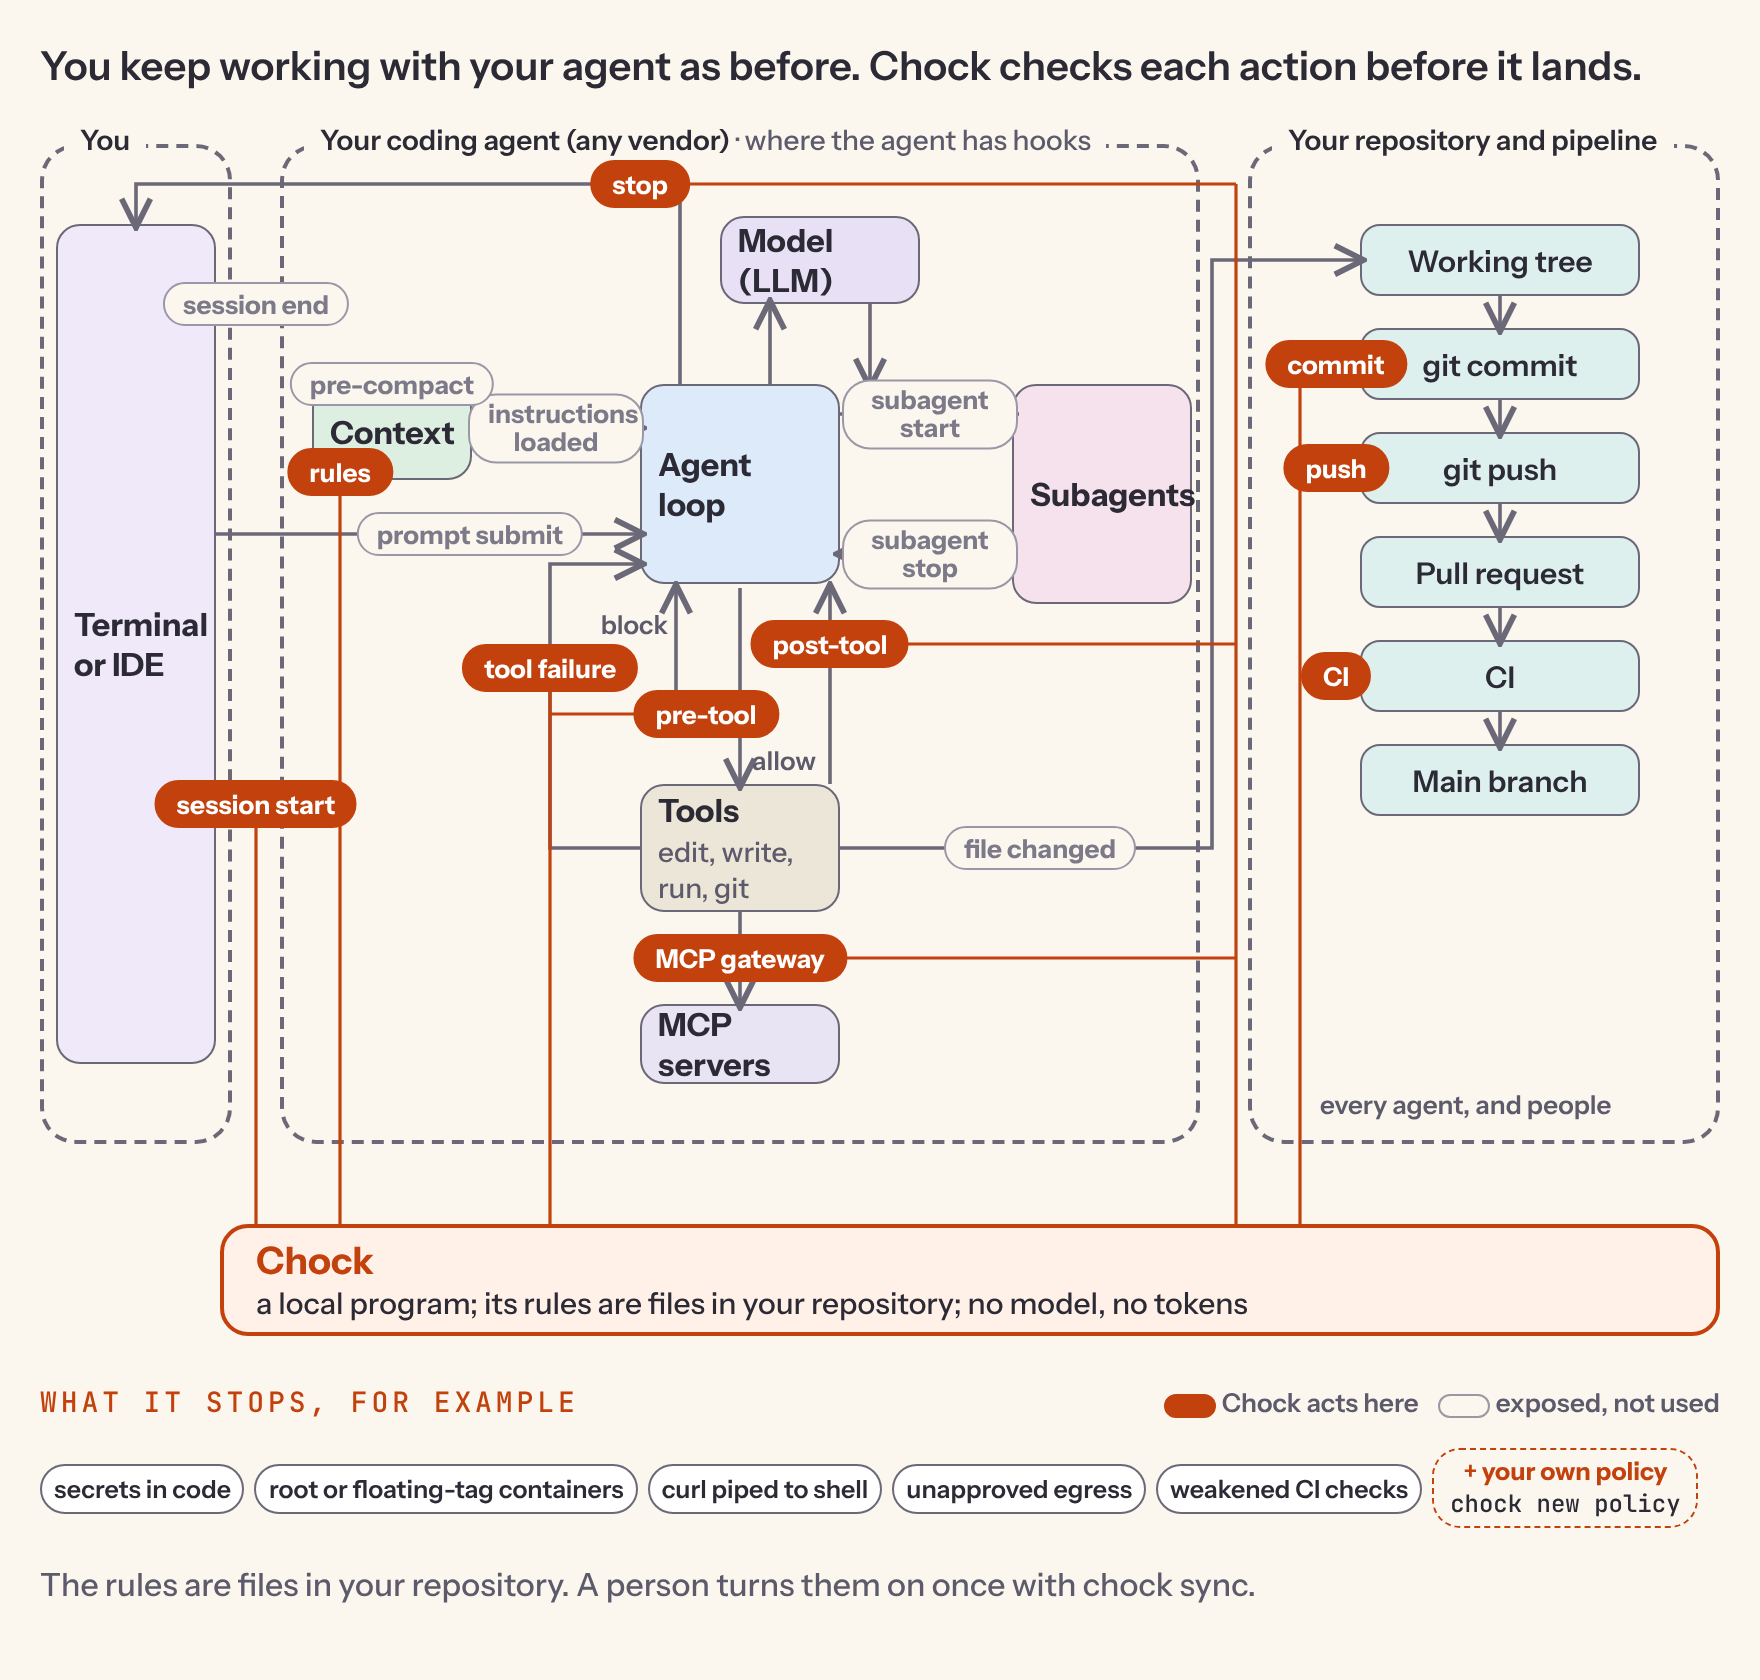 You keep working with your agent as before. Chock checks each action before it lands.
You
Your coding agent (any vendor) · where the agent has hooks
Your repository and pipeline
stop
Model
(LLM)
Working tree
session end
commit
git commit
pre-compact
instructions
loaded
subagent
start
Context
rules
Agent
loop
Subagents
push
git push
prompt submit
subagent
stop
Pull request
Terminal
or IDE
block
tool failure
post-tool
CI
CI
pre-tool
allow
Main branch
session start
Tools
edit, write,
run, git
file changed
MCP gateway
MCP
servers
every agent, and people
Chock
a local program; its rules are files in your repository; no model, no tokens
WHAT IT STOPS, FOR EXAMPLE
Chock acts here
exposed, not used
secrets in code
root or floating-tag containers
curl piped to shell
unapproved egress
weakened CI checks
+ your own policy
chock new policy
The rules are files in your repository. A person turns them on once with chock sync.